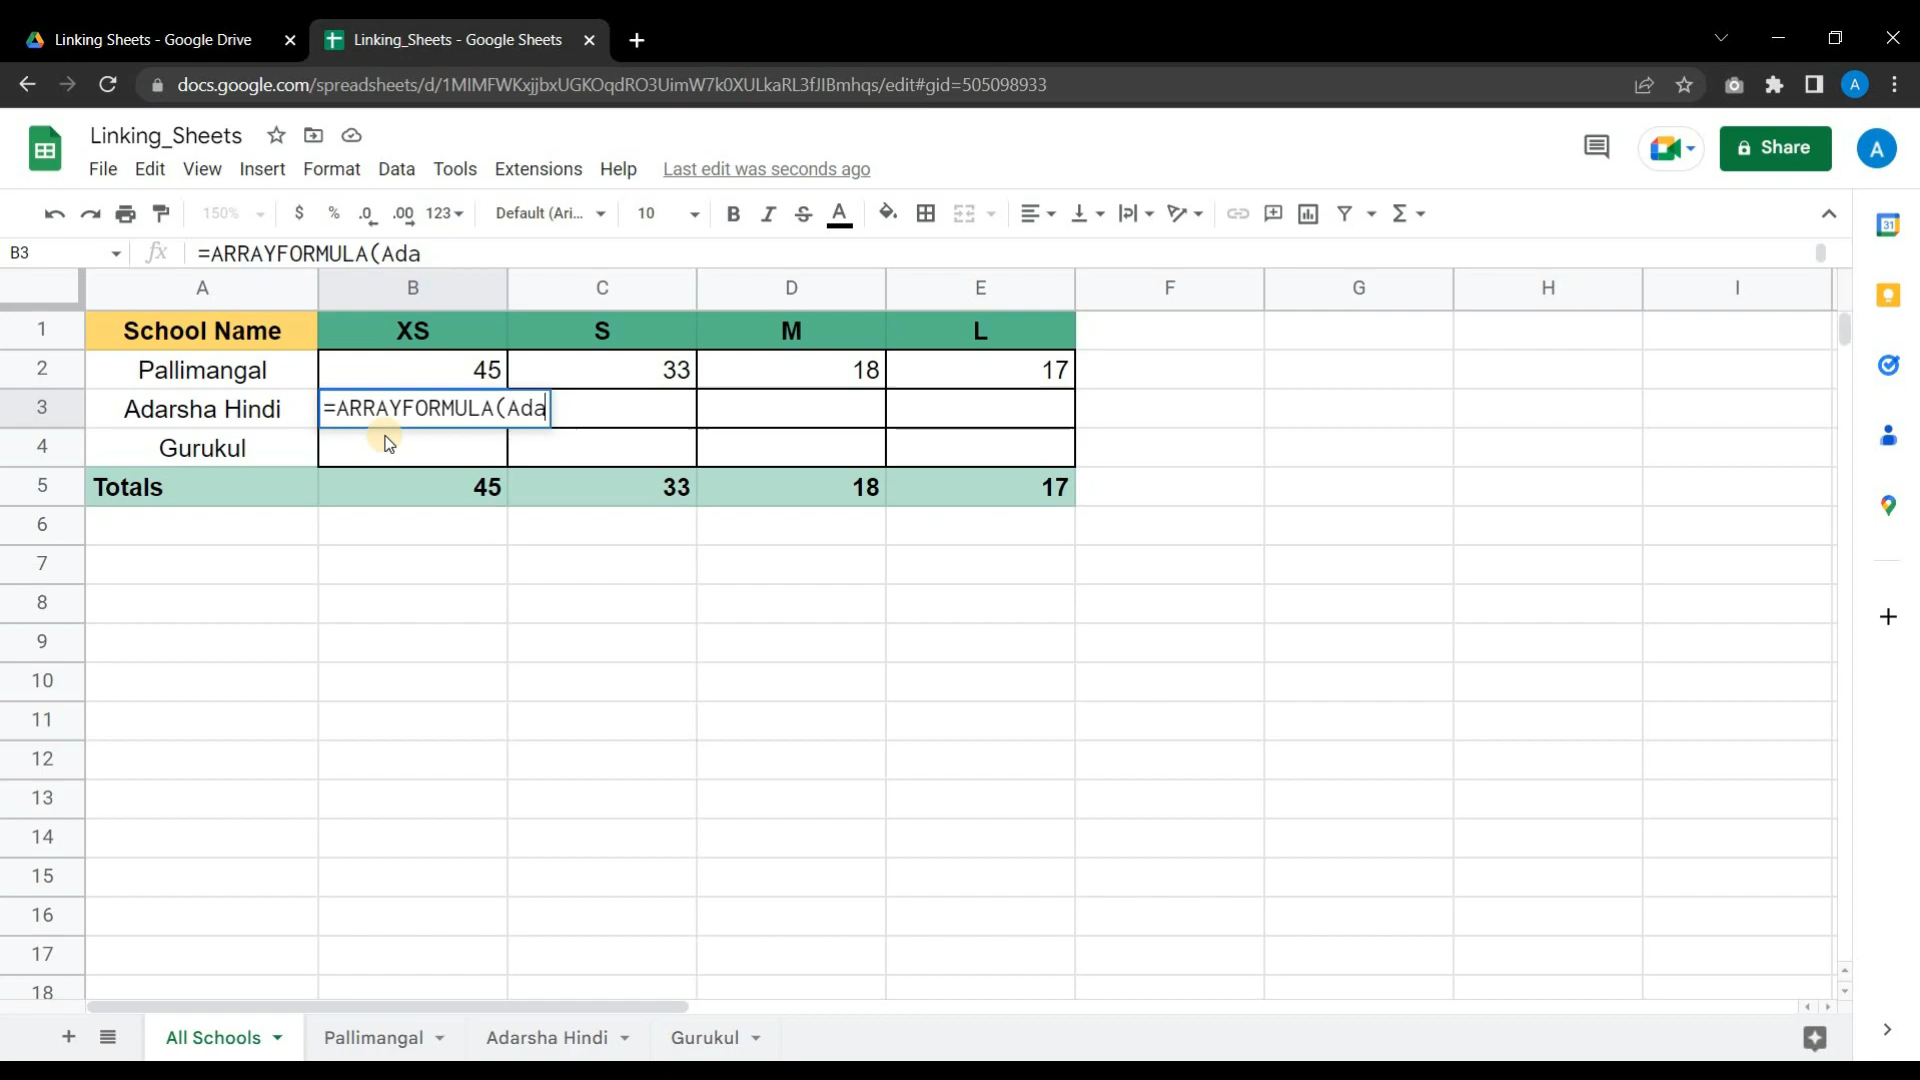 Linking Sheets - Google Drive
Linking_Sheets - Google Sheets
docs.google.com/spreadsheets/d/1MIMFWKxjjbxUGKOqdRO3UimW7k0XULkaRL3fJIBmhqs/edit#gid=505098933
A
Linking_Sheets
Share
A
File Edit View Insert Format Data Tools Extensions Help Last edit was seconds ago
150% $ % .0 .00 123 Default (Ari... 10 B I S A Σ
31
B3 fx =ARRAYFORMULA(Ada
A B C D E F G H I
1 School Name XS S M L
2 Pallimangal 45 33 18 17
3 Adarsha Hindi =ARRAYFORMULA(Ada
4 Gurukul
5 Totals 45 33 18 17
6
7
8
9
10
11
12
13
14
15
16
17
18
All Schools Pallimangal Adarsha Hindi Gurukul